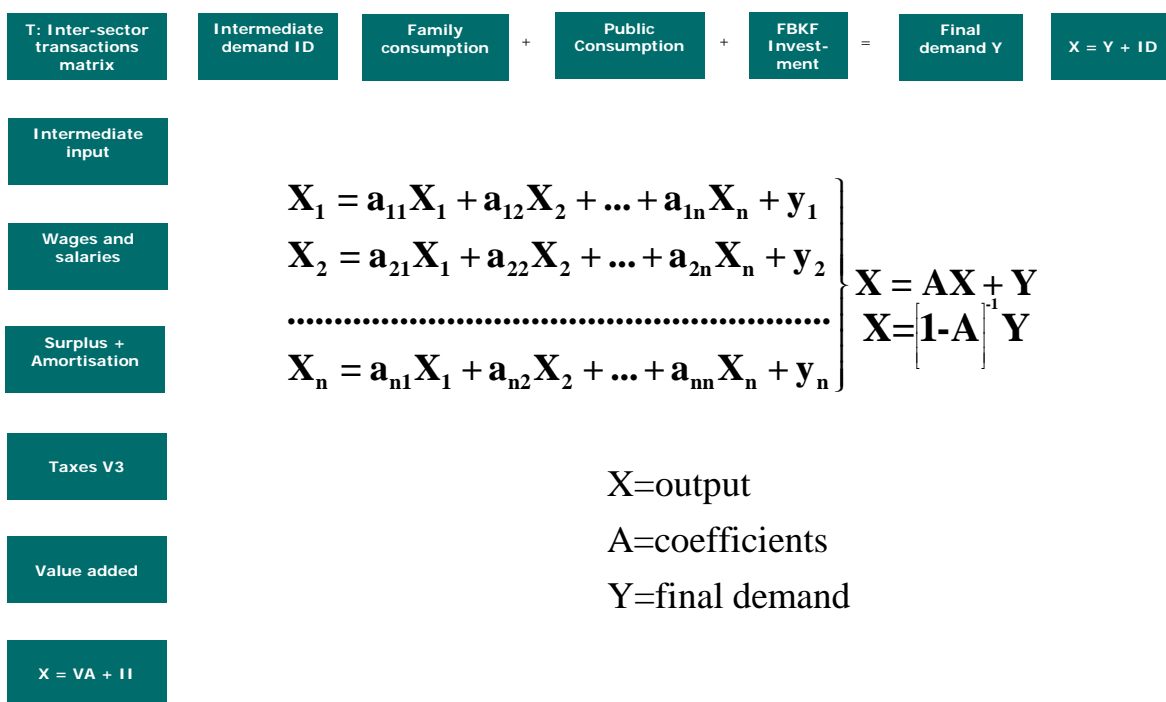 T: Inter-sector
transactions
matrix
Intermediate
demand ID
Family
consumption
+
Public
Consumption
+
FBKF
Invest-
ment
=
Final
demand Y
X = Y + ID
Intermediate
input
Wages and
salaries
Surplus +
Amortisation
Taxes V3
Value added
X = VA + II
X₁ = a₁₁X₁ + a₁₂X₂ + ... + a₁ₙXₙ + y₁
X₂ = a₂₁X₁ + a₂₂X₂ + ... + a₂ₙXₙ + y₂
..........................................................
Xₙ = aₙ₁X₁ + aₙ₂X₂ + ... + aₙₙXₙ + yₙ
X = AX + Y
X=[1-A]⁻¹Y
X=output
A=coefficients
Y=final demand